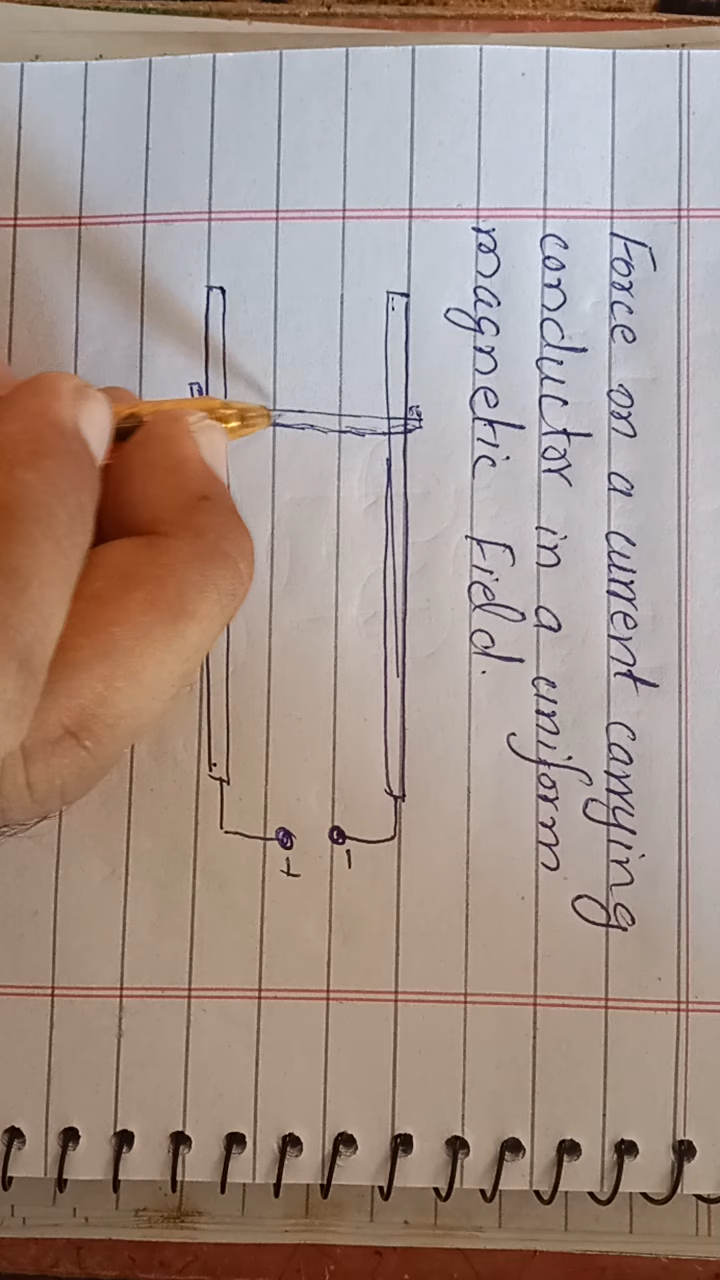 Force on a current carrying
conductor in a uniform
magnetic field.
-
+